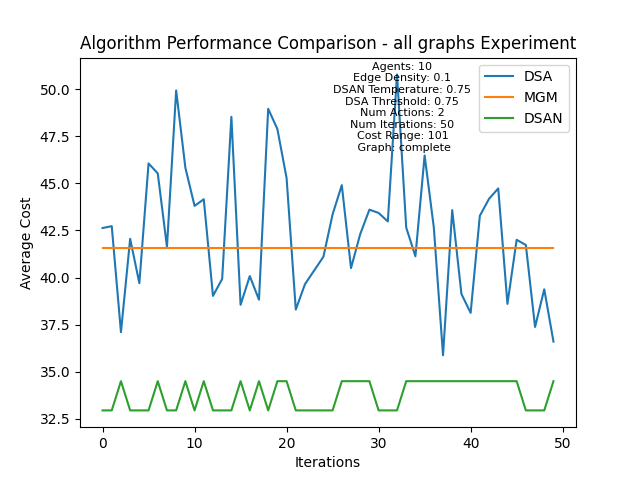 Algorithm Performance Comparison - all graphs Experiment
Agents: 10
Edge Density: 0.1
DSAN Temperature: 0.75
DSA Threshold: 0.75
Num Actions: 2
Num Iterations: 50
Cost Range: 101
Graph: complete
DSA
MGM
DSAN
Average Cost
50.0
47.5
45.0
42.5
40.0
37.5
35.0
32.5
0 10 20 30 40 50
Iterations